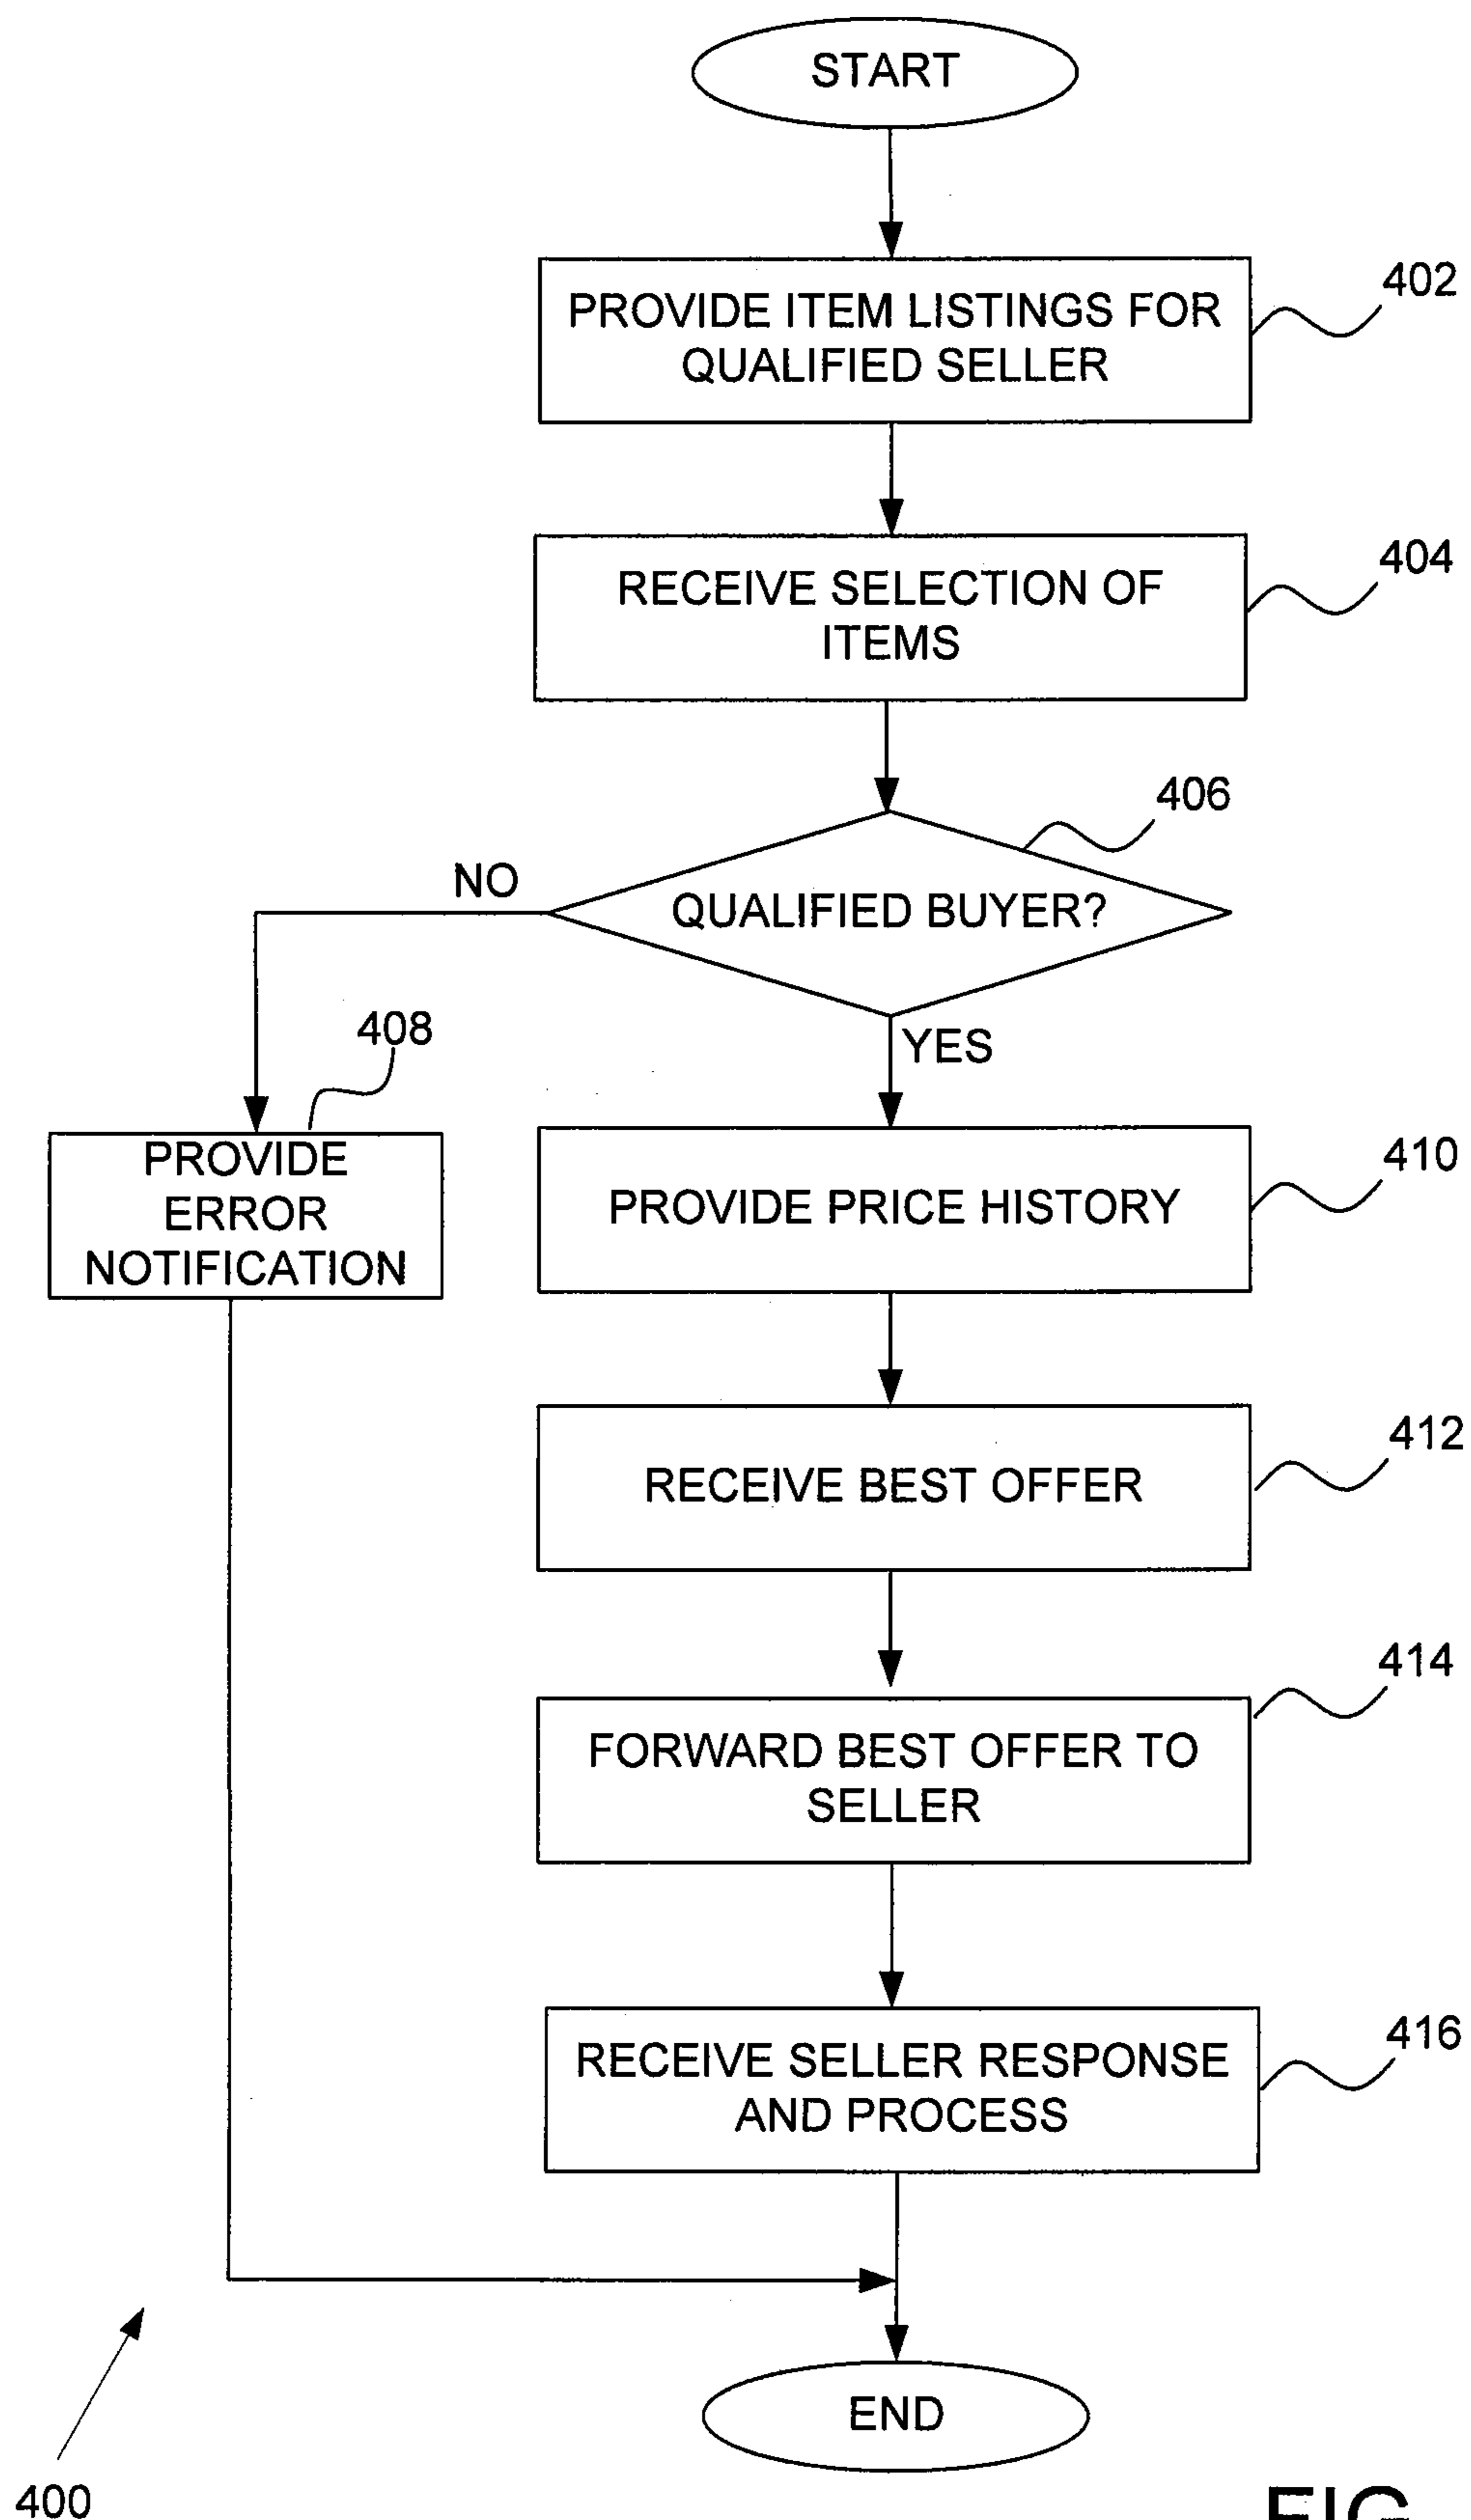 START
PROVIDE ITEM LISTINGS FOR
QUALIFIED SELLER
402
RECEIVE SELECTION OF
ITEMS
404
406
QUALIFIED BUYER?
NO
YES
408
PROVIDE
ERROR
NOTIFICATION
PROVIDE PRICE HISTORY
410
RECEIVE BEST OFFER
412
414
FORWARD BEST OFFER TO
SELLER
RECEIVE SELLER RESPONSE
AND PROCESS
416
END
400
FIG